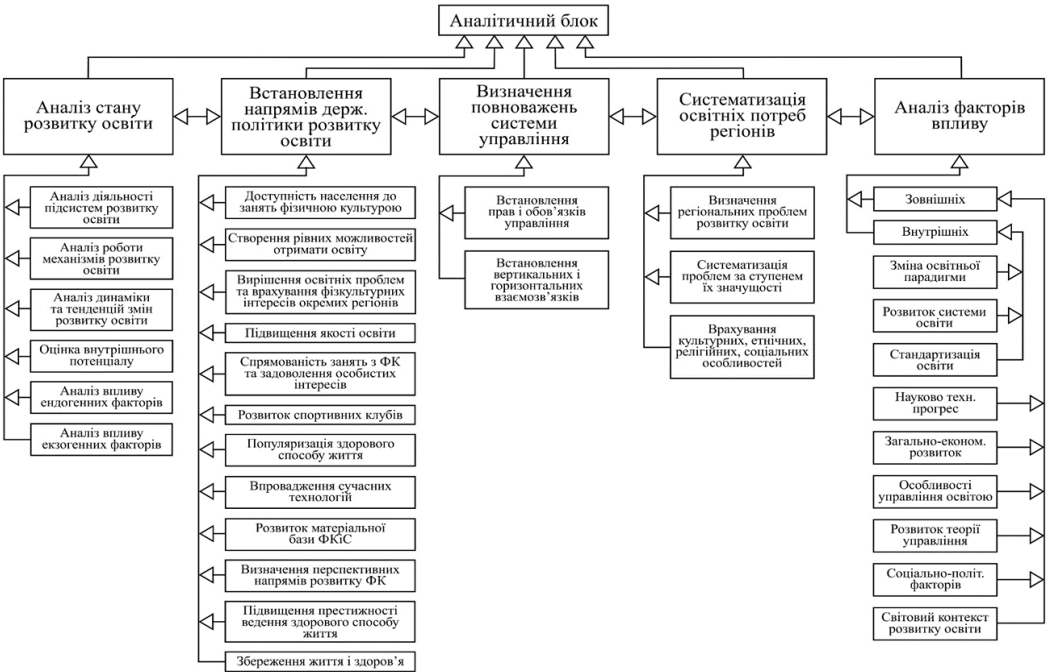 Аналітичний блок
Аналіз стану
розвитку освіти
Встановлення
напрямів держ.
політики розвитку
освіти
Визначення
повноважень
системи
управління
Систематизація
освітніх потреб
регіонів
Аналіз факторів
впливу
Аналіз діяльності
підсистем розвитку
освіти
Аналіз роботи
механізмів розвитку
освіти
Аналіз динаміки
та тенденцій змін
розвитку освіти
Оцінка внутрішнього
потенціалу
Аналіз впливу
ендогенних факторів
Аналіз впливу
екзогенних факторів
Доступність населення до
занять фізичною культурою
Створення рівних можливостей
отримати освіту
Вирішення освітніх проблем
та врахування фізкультурних
інтересів окремих регіонів
Підвищення якості освіти
Спрямованість занять з ФК
та задоволення особистих
інтересів
Розвиток спортивних клубів
Популяризація здорового
способу життя
Впровадження сучасних
технологій
Розвиток матеріальної
бази ФКіС
Визначення перспективних
напрямів розвитку ФК
Підвищення престижності
ведення здорового способу
життя
Збереження життя і здоров’я
Встановлення
прав і обов’язків
управління
Встановлення
вертикальних і
горизонтальних
взаємозв’язків
Визначення
регіональних проблем
розвитку освіти
Систематизація
проблем за ступенем
їх значущості
Врахування
культурних, етнічних,
релігійних, соціальних
особливостей
Зовнішніх
Внутрішніх
Зміна освітньої
парадигми
Розвиток системи
освіти
Стандартизація
освіти
Науково техн.
прогрес
Загально-економ.
розвиток
Особливості
управління освітою
Розвиток теорії
управління
Соціально-політ.
факторів
Світовий контекст
розвитку освіти